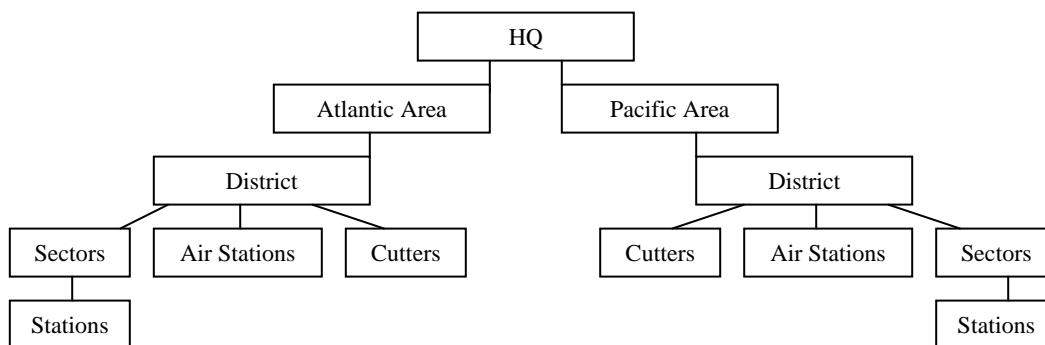 HQ
Atlantic Area
Pacific Area
District
District
Sectors
Air Stations
Cutters
Cutters
Air Stations
Sectors
Stations
Stations